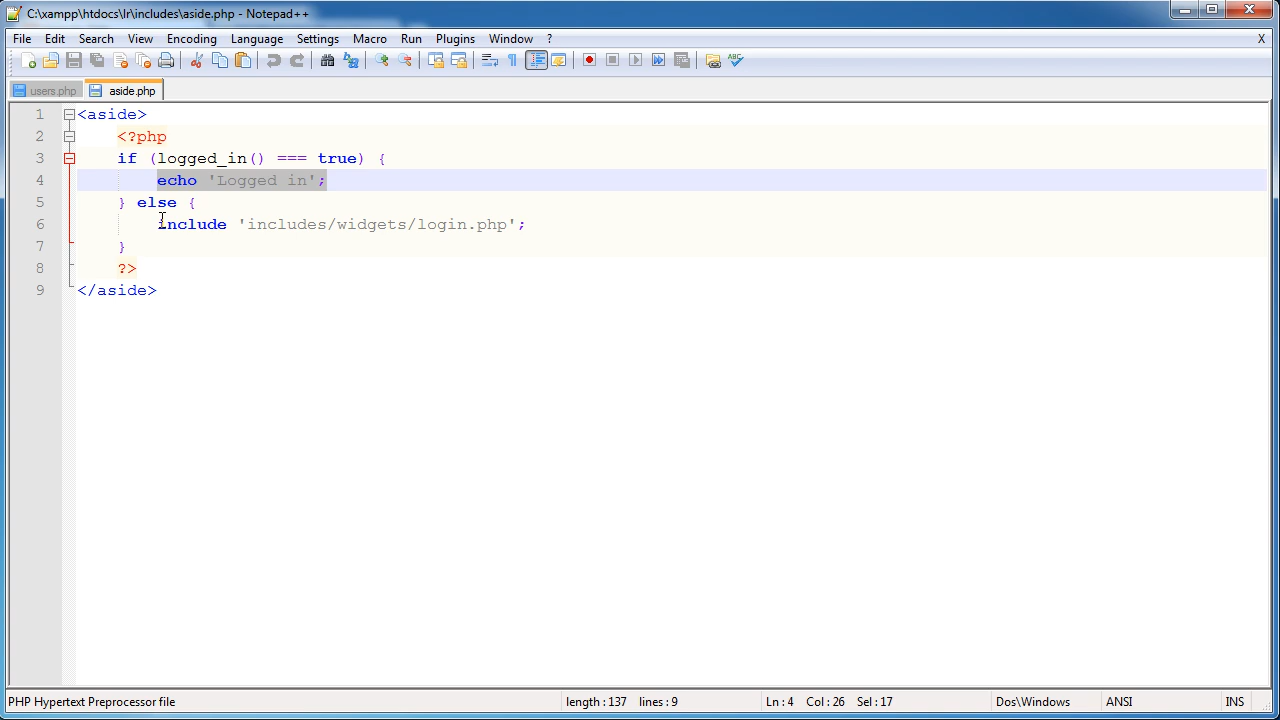 C:\xampp\htdocs\lr\includes\aside.php - Notepad++
File Edit Search View Encoding Language Settings Macro Run Plugins Window ? X
users.php aside.php
1 <aside>
2 <?php
3 if (logged_in() === true) {
4 echo 'Logged in';
5 } else {
6 include 'includes/widgets/login.php';
7 }
8 ?>
9 </aside>
PHP Hypertext Preprocessor file length : 137 lines : 9 Ln : 4 Col : 26 Sel : 17 Dos\Windows ANSI INS